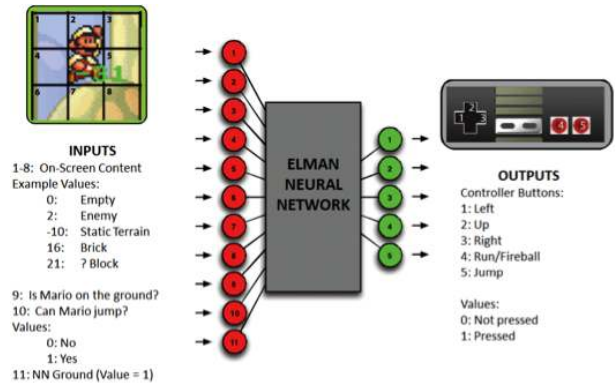 1 2 3
4 5
6 7 8
INPUTS
1-8: On-Screen Content
Example Values:
0: Empty
2: Enemy
-10: Static Terrain
16: Brick
21: ? Block
9: Is Mario on the ground?
10: Can Mario jump?
Values:
0: No
1: Yes
11: NN Ground (Value = 1)
1
2
3
4
5
6
7
8
9
10
11
ELMAN
NEURAL
NETWORK
1
2
3
4
5
2
1 3
4 5
OUTPUTS
Controller Buttons:
1: Left
2: Up
3: Right
4: Run/Fireball
5: Jump
Values:
0: Not pressed
1: Pressed